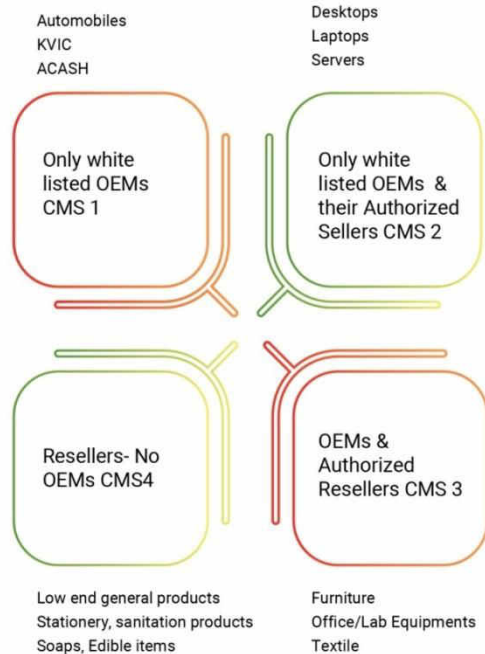 Automobiles
KVIC
ACASH
Desktops
Laptops
Servers
Only white
listed OEMs
CMS 1
Only white
listed OEMs &
their Authorized
Sellers CMS 2
Resellers- No
OEMs CMS4
OEMs &
Authorized
Resellers CMS 3
Low end general products
Stationery, sanitation products
Soaps, Edible items
Furniture
Office/Lab Equipments
Textile